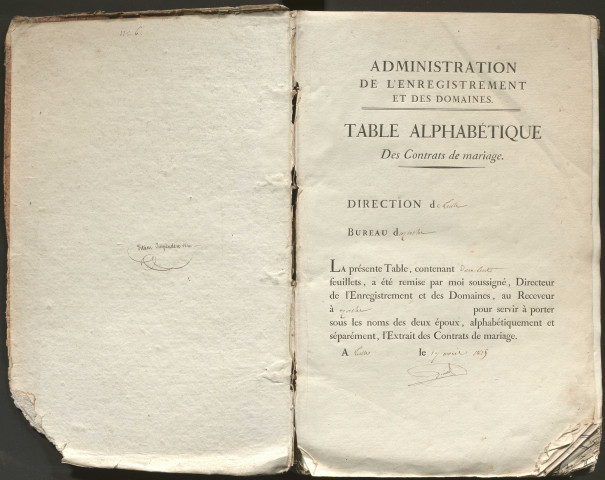 ADMINISTRATION
DE L'ENREGISTREMENT
ET DES DOMAINES.
TABLE ALPHABÉTIQUE
Des Contrats de mariage.
DIRECTION d
BUREAU d
LA présente Table, contenant
feuillets, a été remise par moi soussigné, Directeur
de l'Enregistrement et des Domaines, au Receveur
à pour servir à porter
sous les noms des deux époux, alphabétiquement et
séparément, l'Extrait des Contrats de mariage.
A le 17